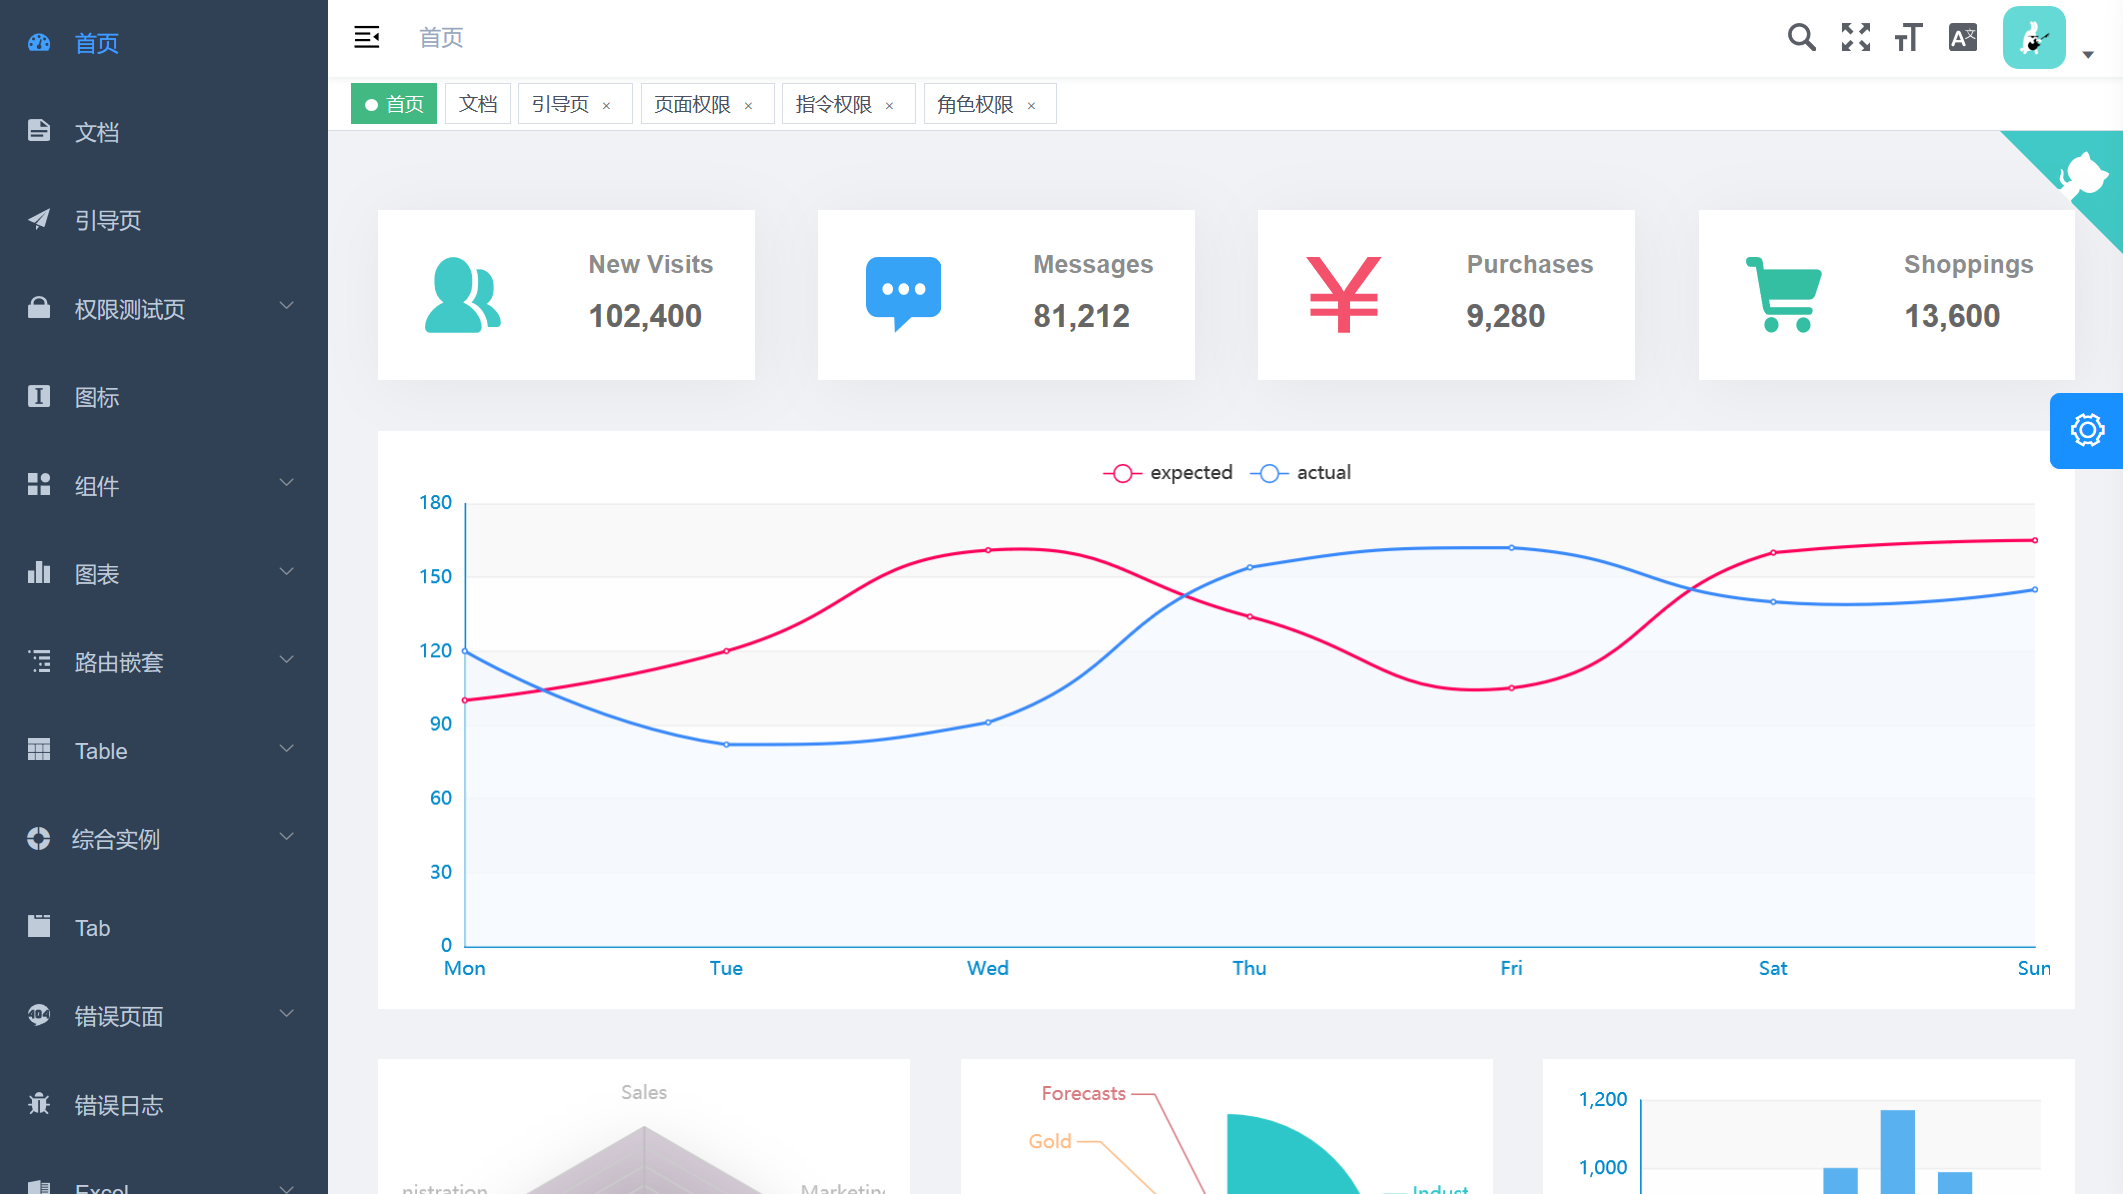 首页
文档
引导页
权限测试页
图标
组件
图表
路由嵌套
Table
综合实例
Tab
错误页面
错误日志
Excel
首页
首页
文档
引导页 ×
页面权限 ×
指令权限 ×
角色权限 ×
New Visits
102,400
Messages
81,212
Purchases
9,280
Shoppings
13,600
expected
actual
180
150
120
90
60
30
0
Mon Tue Wed Thu Fri Sat Sun
Sales
nistration
Marketing
Forecasts
Gold
Indust
1,200
1,000